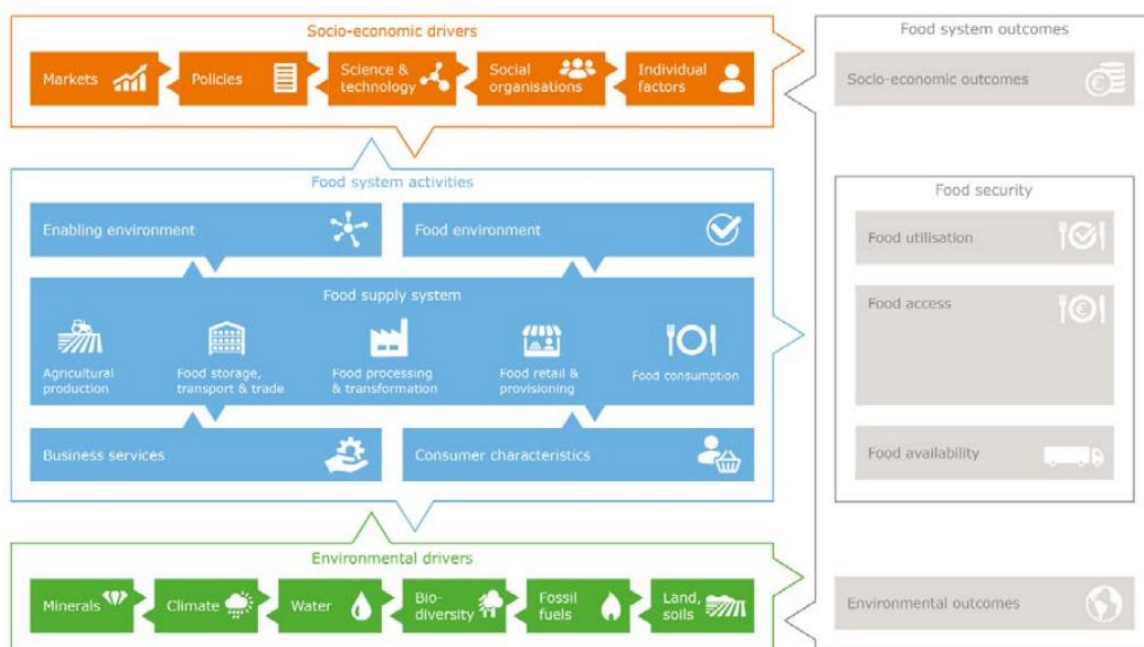 Socio-economic drivers
Markets
Policies
Science &
technology
Social
organisations
Individual
factors
Food system activities
Enabling environment
Food environment
Food supply system
Agricultural
production
Food storage,
transport & trade
Food processing
& transformation
Food retail &
provisioning
Food consumption
Business services
Consumer characteristics
Environmental drivers
Minerals
Climate
Water
Bio-
diversity
Fossil
fuels
Land,
soils
Food system outcomes
Socio-economic outcomes
€
Food security
Food utilisation
Food access
€
Food availability
Environmental outcomes